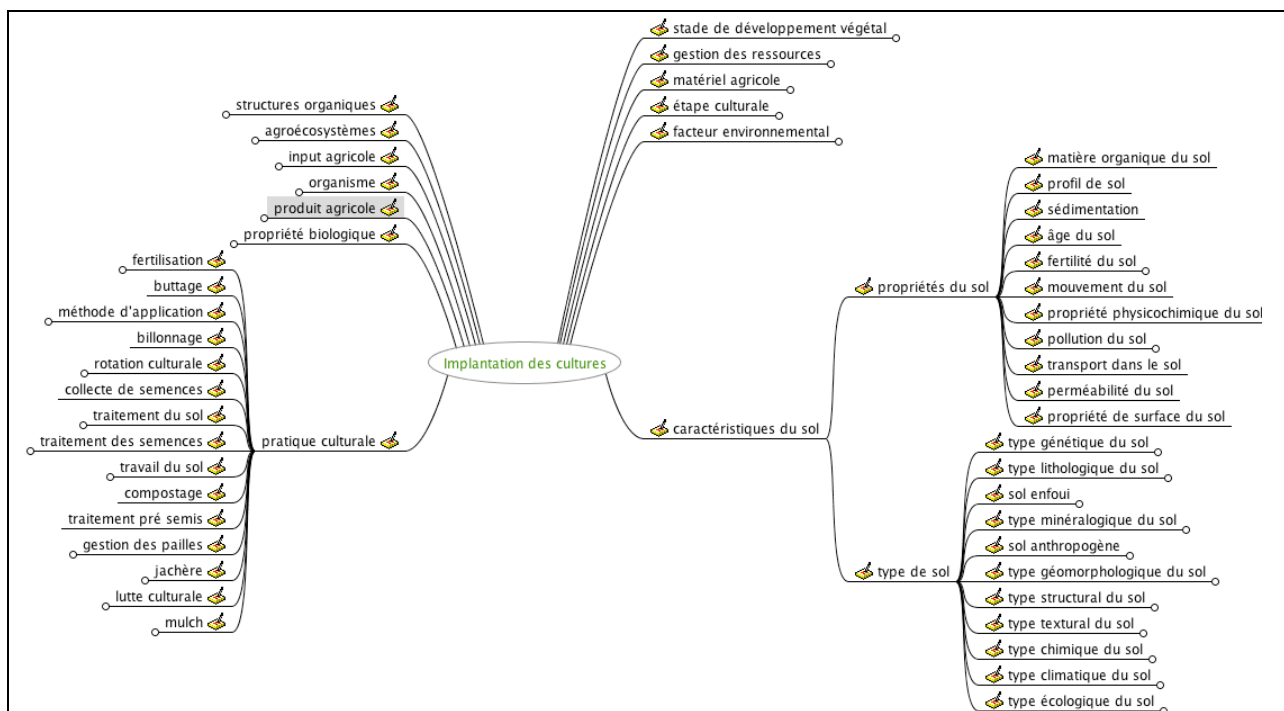 stade de développement végétal
gestion des ressources
matériel agricole
étape culturale
facteur environnemental
structures organiques
agroécosystèmes
input agricole
organisme
produit agricole
propriété biologique
fertilisation
buttage
méthode d'application
billonnage
rotation culturale
collecte de semences
traitement du sol
traitement des semences
travail du sol
compostage
traitement pré semis
gestion des pailles
jachère
lutte culturale
mulch
pratique culturale
Implantation des cultures
caractéristiques du sol
propriétés du sol
matière organique du sol
profil de sol
sédimentation
âge du sol
fertilité du sol
mouvement du sol
propriété physicochimique du sol
pollution du sol
transport dans le sol
perméabilité du sol
propriété de surface du sol
type de sol
type génétique du sol
type lithologique du sol
sol enfoui
type minéralogique du sol
sol anthropogène
type géomorphologique du sol
type structural du sol
type textural du sol
type chimique du sol
type climatique du sol
type écologique du sol